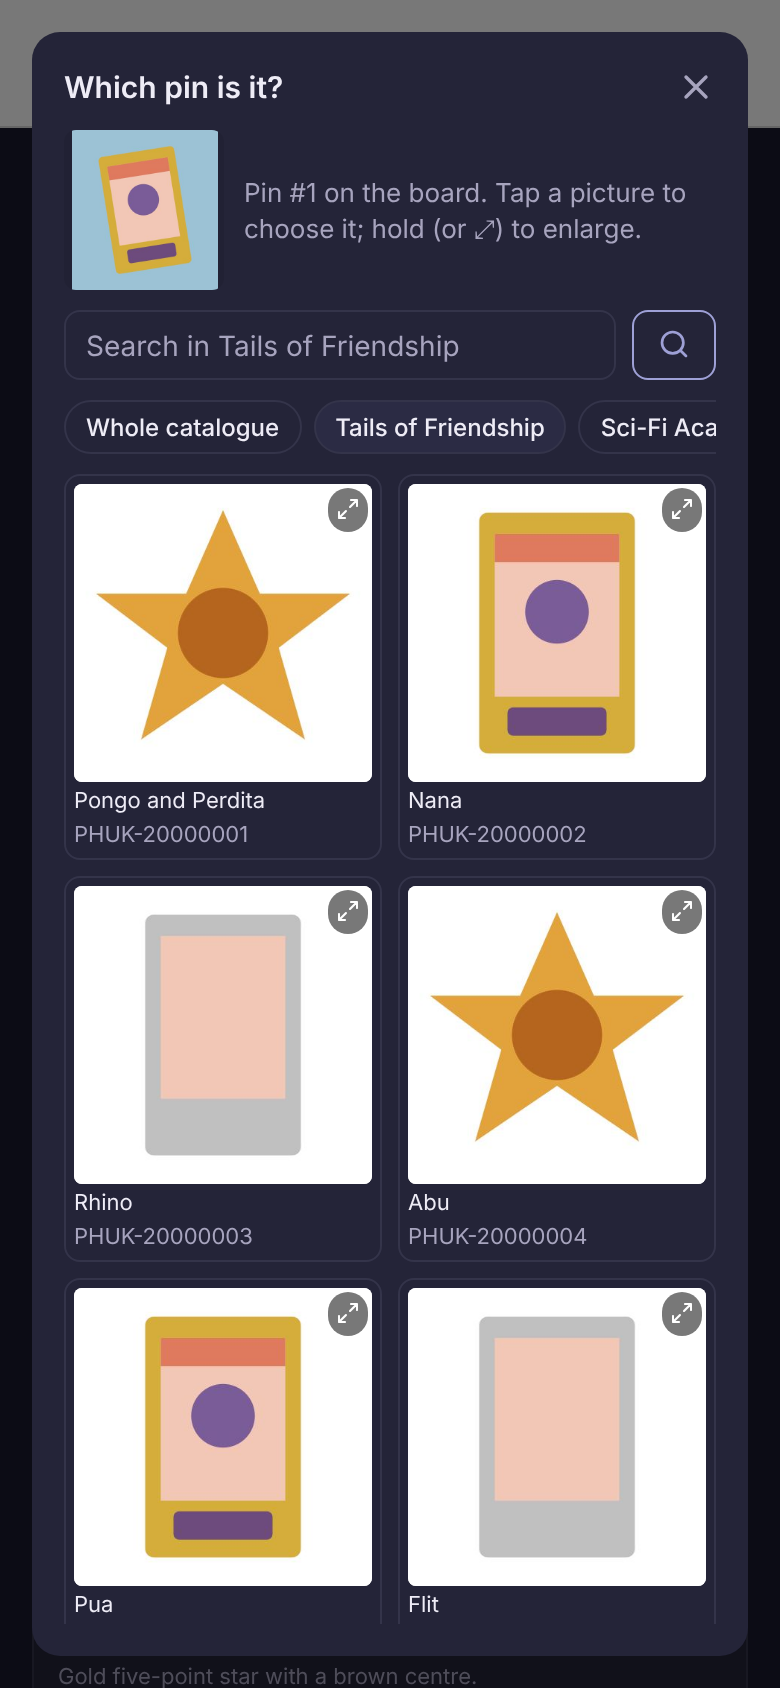 Which pin is it?
Pin #1 on the board. Tap a picture to
choose it; hold (or ⤢) to enlarge.
Search in Tails of Friendship
Whole catalogue
Tails of Friendship
Sci-Fi Aca
Pongo and Perdita
PHUK-20000001
Nana
PHUK-20000002
Rhino
PHUK-20000003
Abu
PHUK-20000004
Pua
Flit
Gold five-point star with a brown centre.